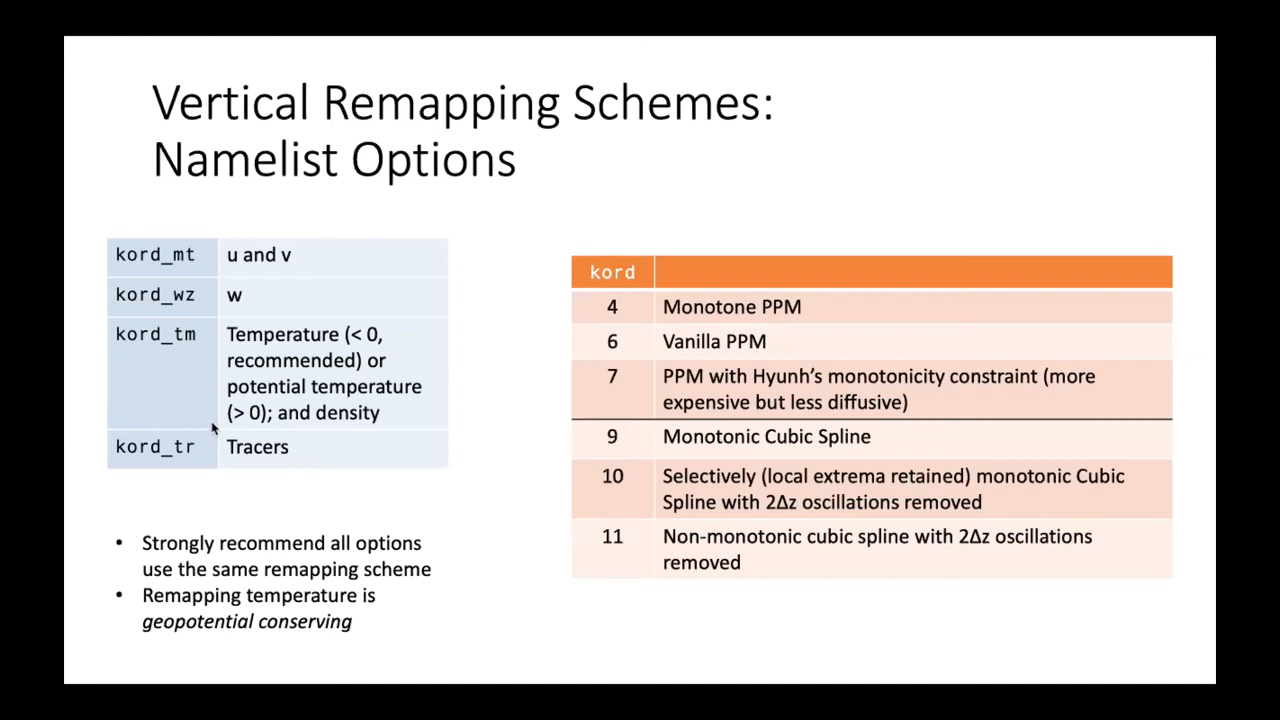 Vertical Remapping Schemes:
Namelist Options
kord_mt u and v
kord_wz w
kord_tm Temperature (< 0,
recommended) or
potential temperature
(> 0); and density
kord_tr Tracers
• Strongly recommend all options
use the same remapping scheme
• Remapping temperature is
geopotential conserving
kord
4 Monotone PPM
6 Vanilla PPM
7 PPM with Hyunh's monotonicity constraint (more
expensive but less diffusive)
9 Monotonic Cubic Spline
10 Selectively (local extrema retained) monotonic Cubic
Spline with 2Δz oscillations removed
11 Non-monotonic cubic spline with 2Δz oscillations
removed